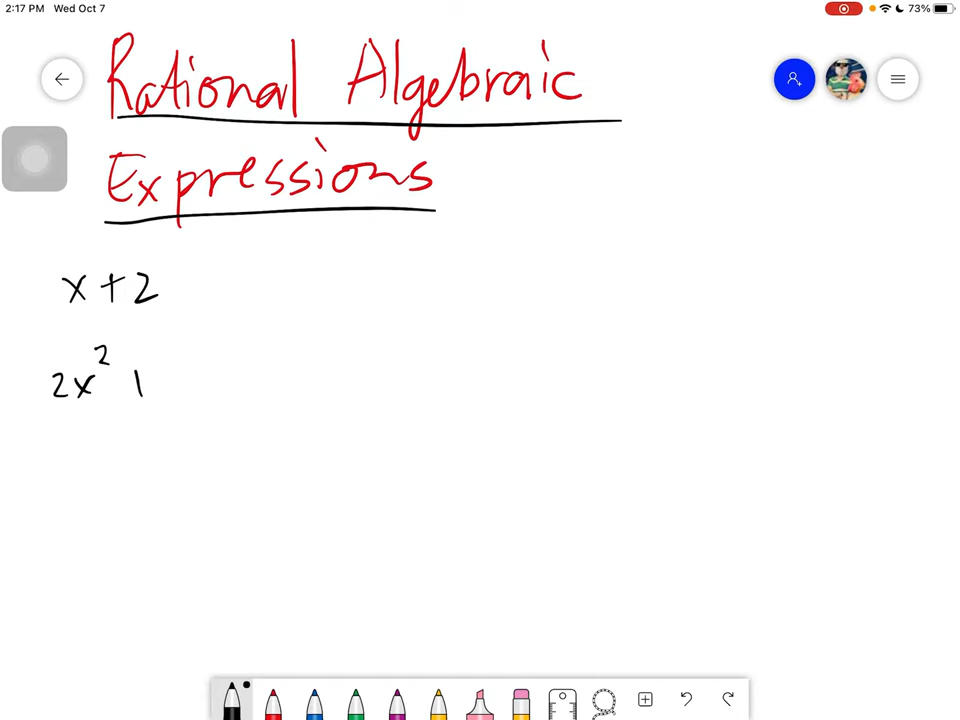 2:17 PM Wed Oct 7 73%
Rational Algebraic
Expressions
x + 2
2x² 1